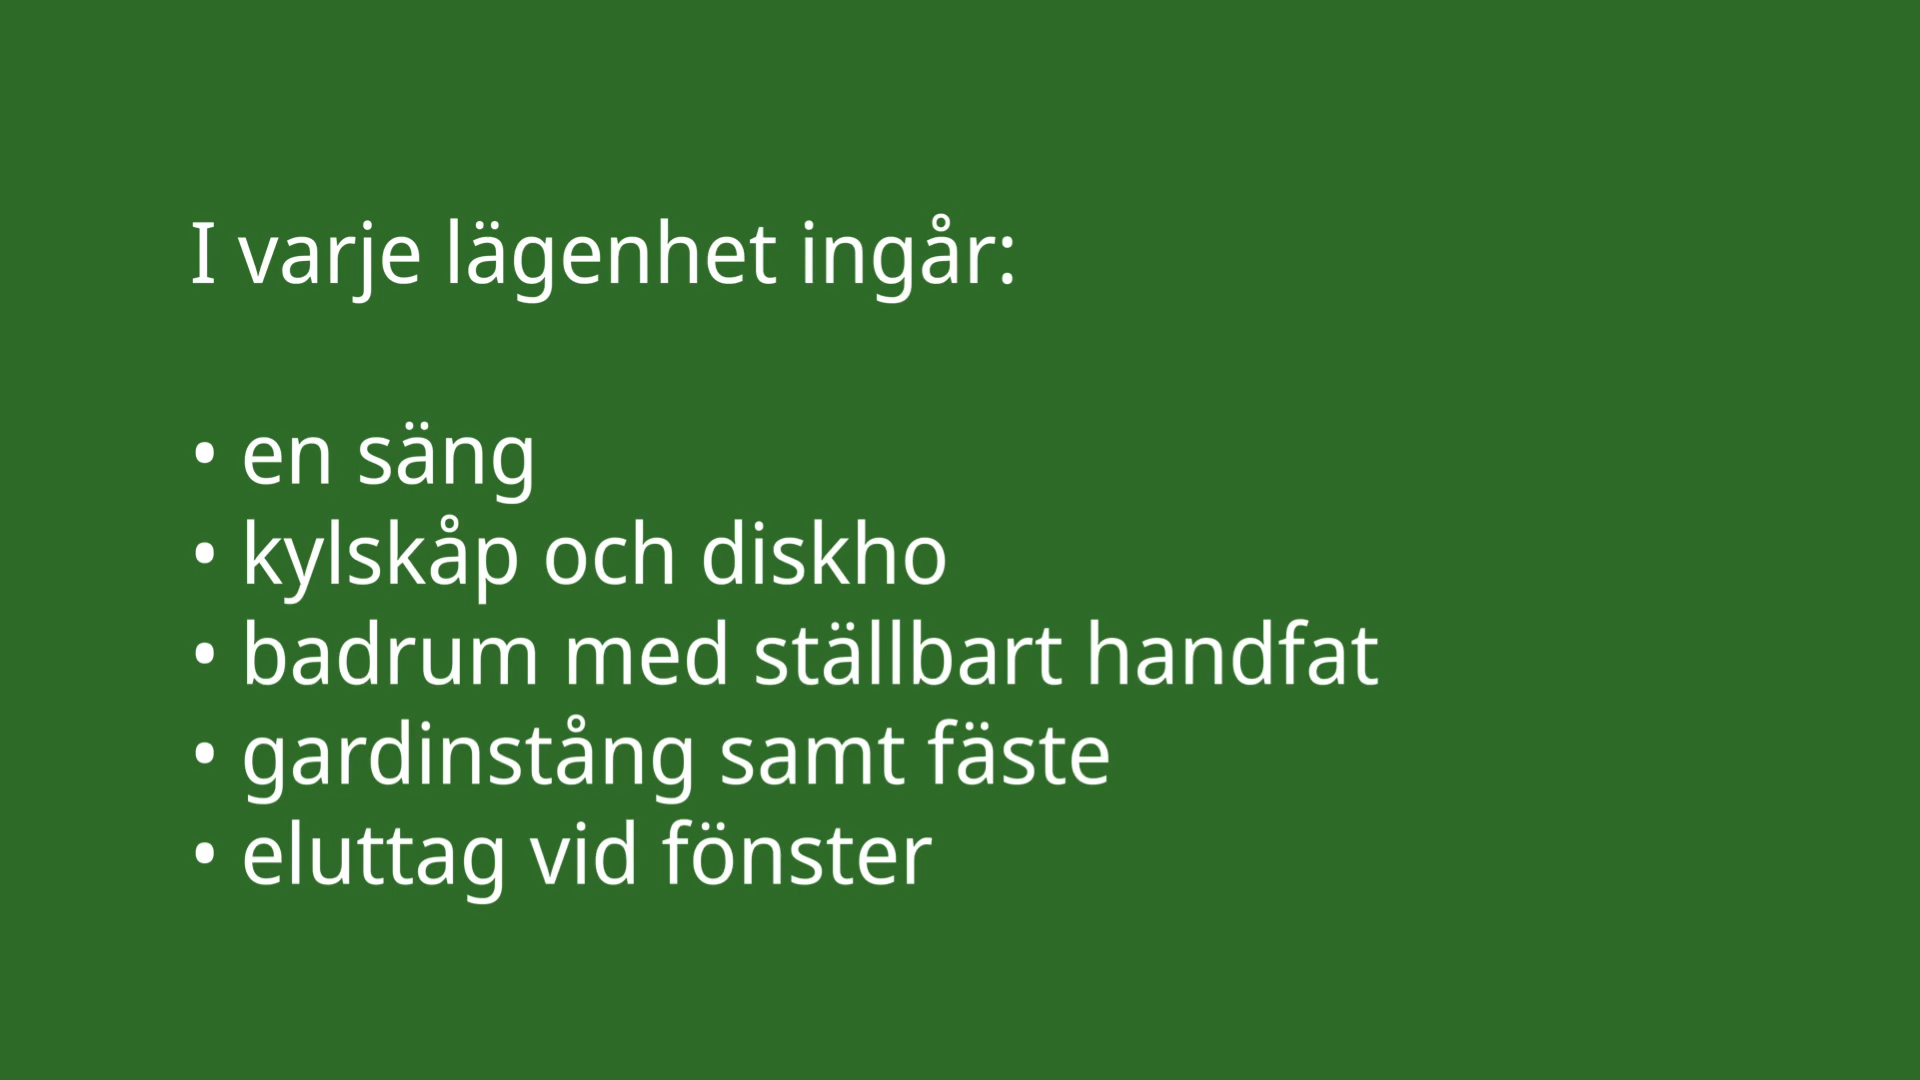 I varje lägenhet ingår:
• en säng
• kylskåp och diskho
• badrum med ställbart handfat
• gardinstång samt fäste
• eluttag vid fönster